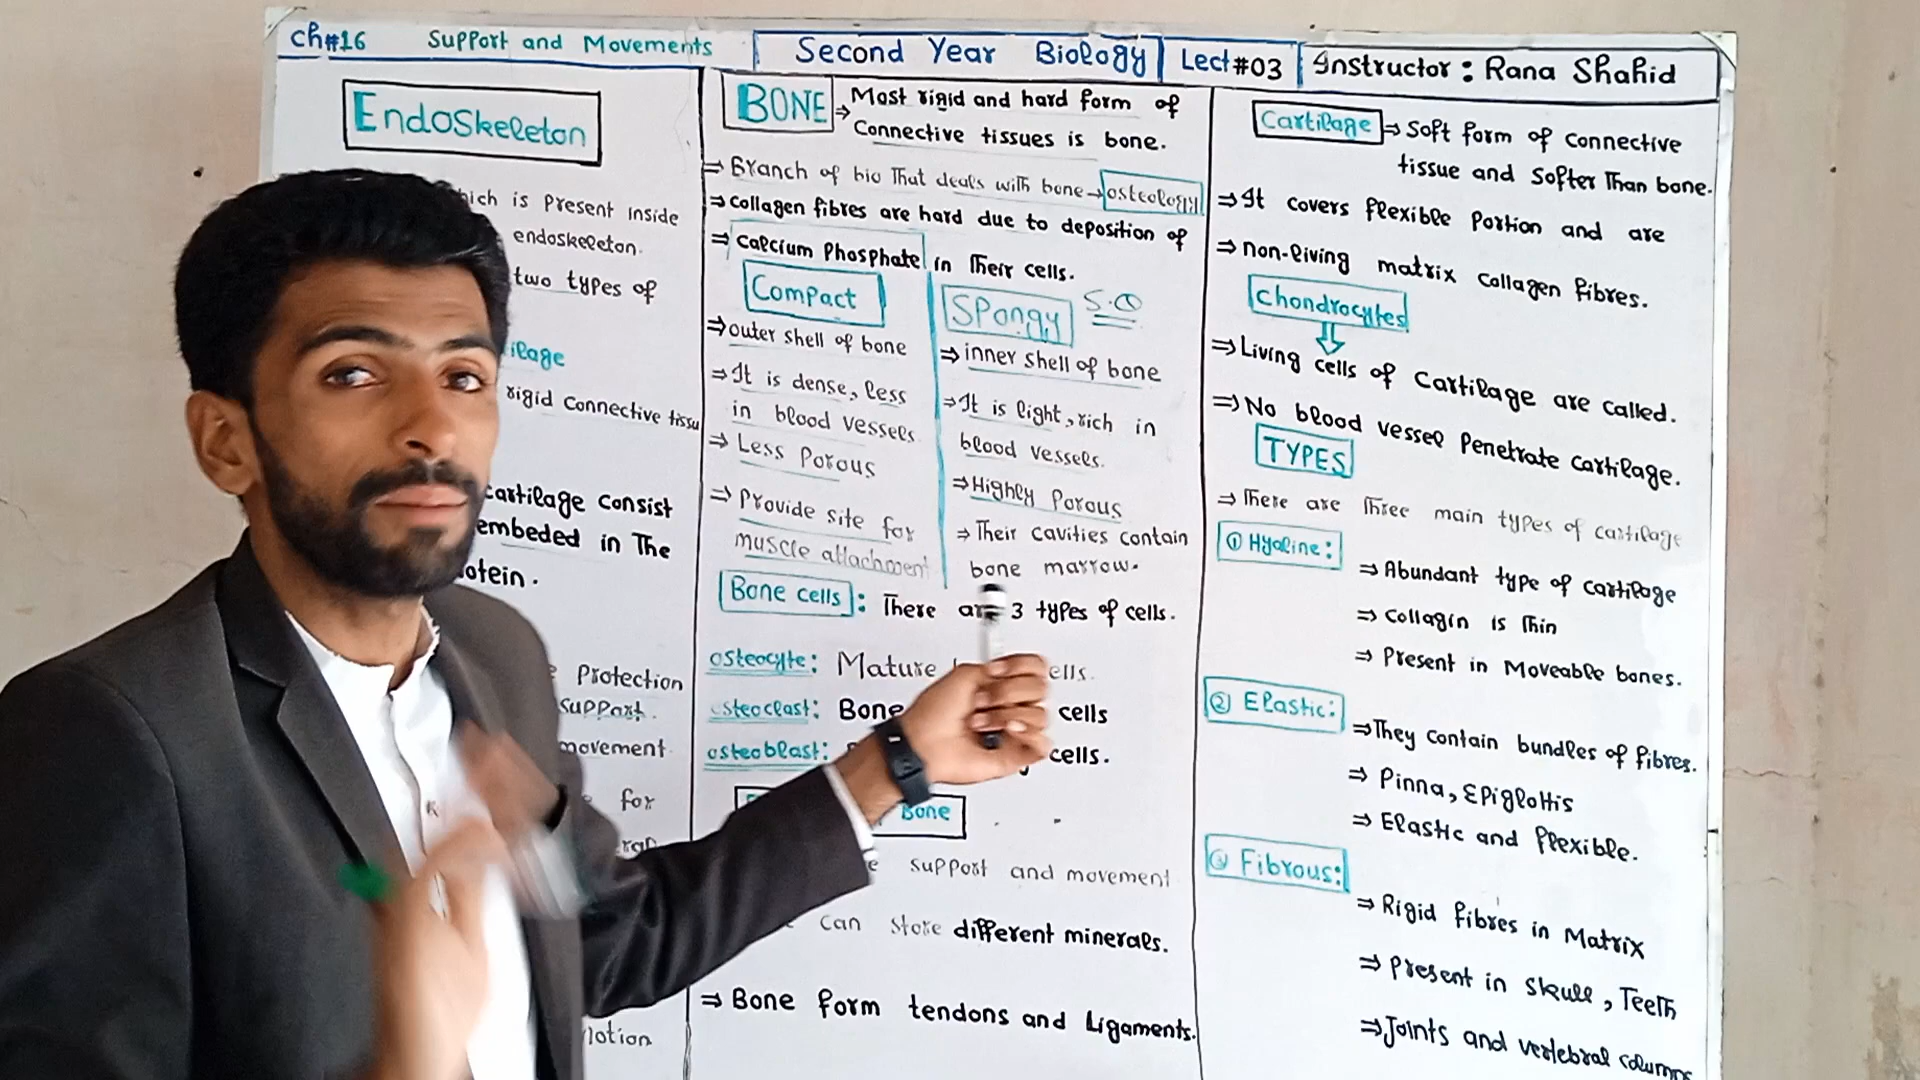 Ch#16 Support and Movements
Second Year Biology
Lect#03
Instructor: Rana Shahid
EndoSkeleton
is Present inside
endoskeleton.
two types of
rigid Connective tissu
Cartilage consist
embeded in The
Protection
Support.
movement
for
BONE ⇒ Most rigid and hard form of
Connective tissues is bone.
⇒ Branch of bio That deals with bone → osteology
⇒ Collagen fibres are hard due to deposition of
⇒ Calcium Phosphate in Their cells.
Compact
⇒ outer shell of bone
⇒ It is dense, less
in blood vessels
⇒ Less Porous
⇒ Provide site for
muscle attachment
SPongy S.Q
⇒ inner shell of bone
⇒ It is light, rich in
blood vessels.
⇒ Highly Porous
⇒ Their cavities contain
bone marrow.
Bone cells: There are 3 types of cells.
osteocyte: Mature
osteoclast: Bone cells
osteoblast: cells.
Bone
support and movement
can store different minerals.
⇒ Bone form tendons and Ligaments.
Cartilage ⇒ Soft form of Connective
tissue and Softer Than bone.
⇒ It covers flexible Portion and are
⇒ non-living matrix Collagen fibres.
Chondrocytes
⇒ Living cells of Cartilage are called.
⇒ No blood vessel Penetrate cartilage.
TYPES
⇒ There are Three main types of cartilage
① Hyaline:
⇒ Abundant type of cartilage
⇒ Collagin is Thin
⇒ Present in Moveable bones.
② Elastic:
⇒ They contain bundles of fibres.
⇒ Pinna, Epiglottis
⇒ Elastic and flexible.
③ Fibrous:
⇒ Rigid fibres in Matrix
⇒ Present in Skull, Teeth
⇒ Joints and vertebral columns